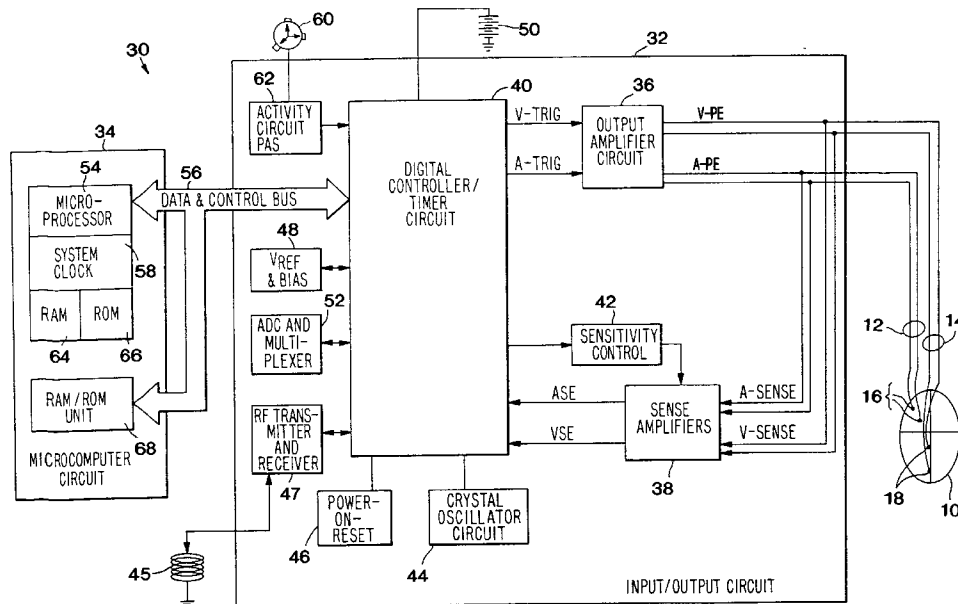 30
60
50
32
62
ACTIVITY
CIRCUIT
PAS
40
DIGITAL
CONTROLLER/
TIMER
CIRCUIT
V-TRIG
A-TRIG
36
OUTPUT
AMPLIFIER
CIRCUIT
V-PE
A-PE
34
54
MICRO-
PROCESSOR
56
DATA & CONTROL BUS
SYSTEM
CLOCK
58
RAM
ROM
64
66
RAM/ROM
UNIT
68
MICROCOMPUTER
CIRCUIT
48
VREF
& BIAS
52
ADC AND
MULTI-
PLEXER
RF TRANS-
MITTER
AND
RECEIVER
47
45
46
POWER-
ON-
RESET
CRYSTAL
OSCILLATOR
CIRCUIT
44
42
SENSITIVITY
CONTROL
ASE
VSE
SENSE
AMPLIFIERS
38
A-SENSE
V-SENSE
12
14
16
18
10
INPUT/OUTPUT CIRCUIT